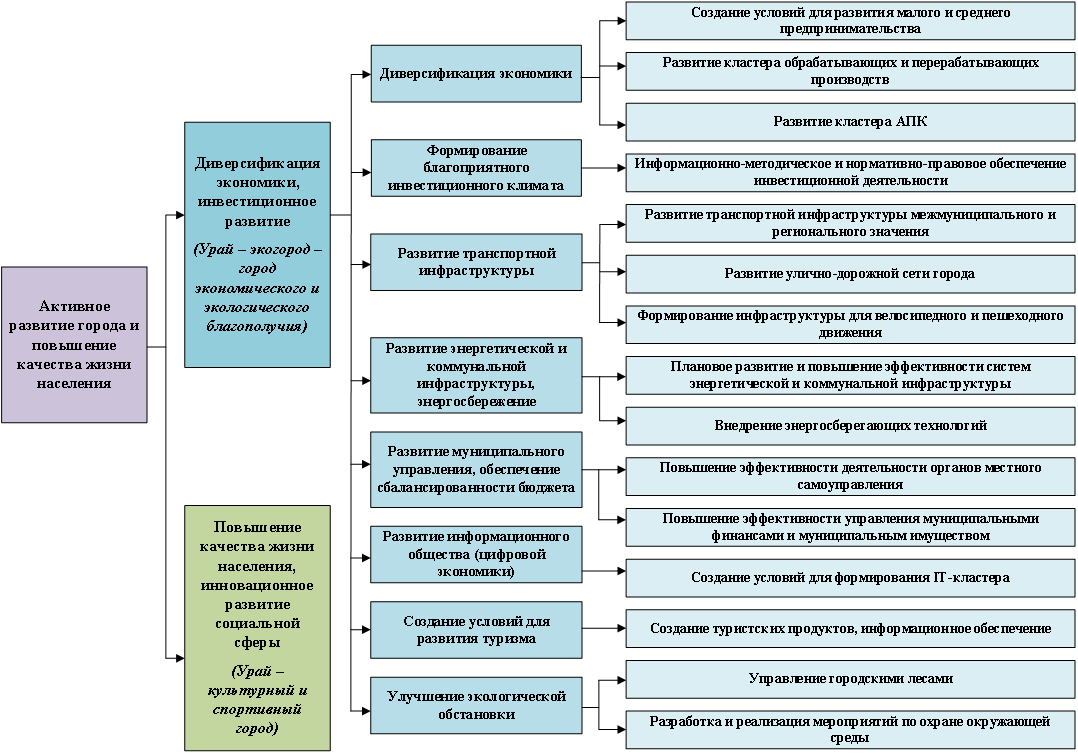 Активное
развитие города и
повышение
качества жизни
населения
Диверсификация
экономики,
инвестиционное
развитие
(Урай – экогород –
город
экономического и
экологического
благополучия)
Повышение
качества жизни
населения,
инновационное
развитие
социальной
сферы
(Урай –
культурный и
спортивный
город)
Диверсификация экономики
Создание условий для развития малого и среднего
предпринимательства
Развитие кластера обрабатывающих и перерабатывающих
производств
Развитие кластера АПК
Формирование
благоприятного
инвестиционного климата
Информационно-методическое и нормативно-правовое обеспечение
инвестиционной деятельности
Развитие транспортной
инфраструктуры
Развитие транспортной инфраструктуры межмуниципального и
регионального значения
Развитие улично-дорожной сети города
Формирование инфраструктуры для велосипедного и пешеходного
движения
Развитие энергетической и
коммунальной
инфраструктуры,
энергосбережение
Плановое развитие и повышение эффективности систем
энергетической и коммунальной инфраструктуры
Внедрение энергосберегающих технологий
Развитие муниципального
управления, обеспечение
сбалансированности бюджета
Повышение эффективности деятельности органов местного
самоуправления
Повышение эффективности управления муниципальными
финансами и муниципальным имуществом
Развитие информационного
общества (цифровой
экономики)
Создание условий для формирования IT-кластера
Создание условий для
развития туризма
Создание туристских продуктов, информационное обеспечение
Улучшение экологической
обстановки
Управление городскими лесами
Разработка и реализация мероприятий по охране окружающей
среды